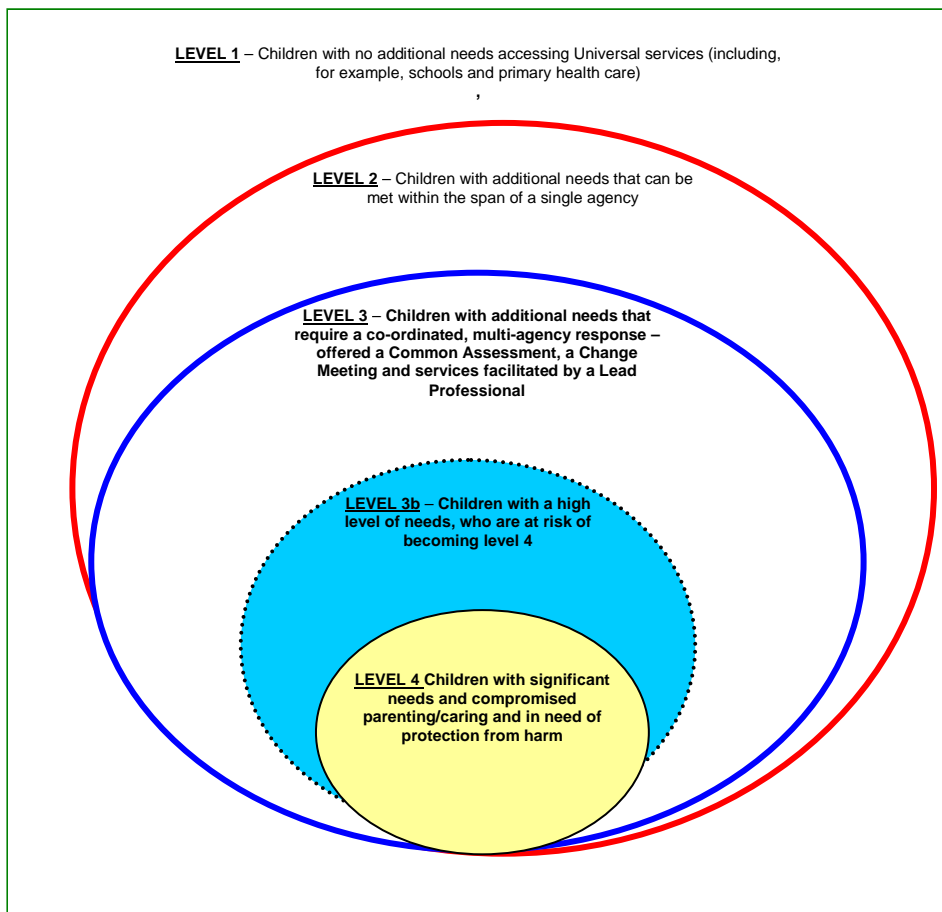 LEVEL 1 – Children with no additional needs accessing Universal services (including,
for example, schools and primary health care)
,
LEVEL 2 – Children with additional needs that can be
met within the span of a single agency
LEVEL 3 – Children with additional needs that
require a co-ordinated, multi-agency response –
offered a Common Assessment, a Change
Meeting and services facilitated by a Lead
Professional
LEVEL 3b – Children with a high
level of needs, who are at risk of
becoming level 4
LEVEL 4 Children with significant
needs and compromised
parenting/caring and in need of
protection from harm